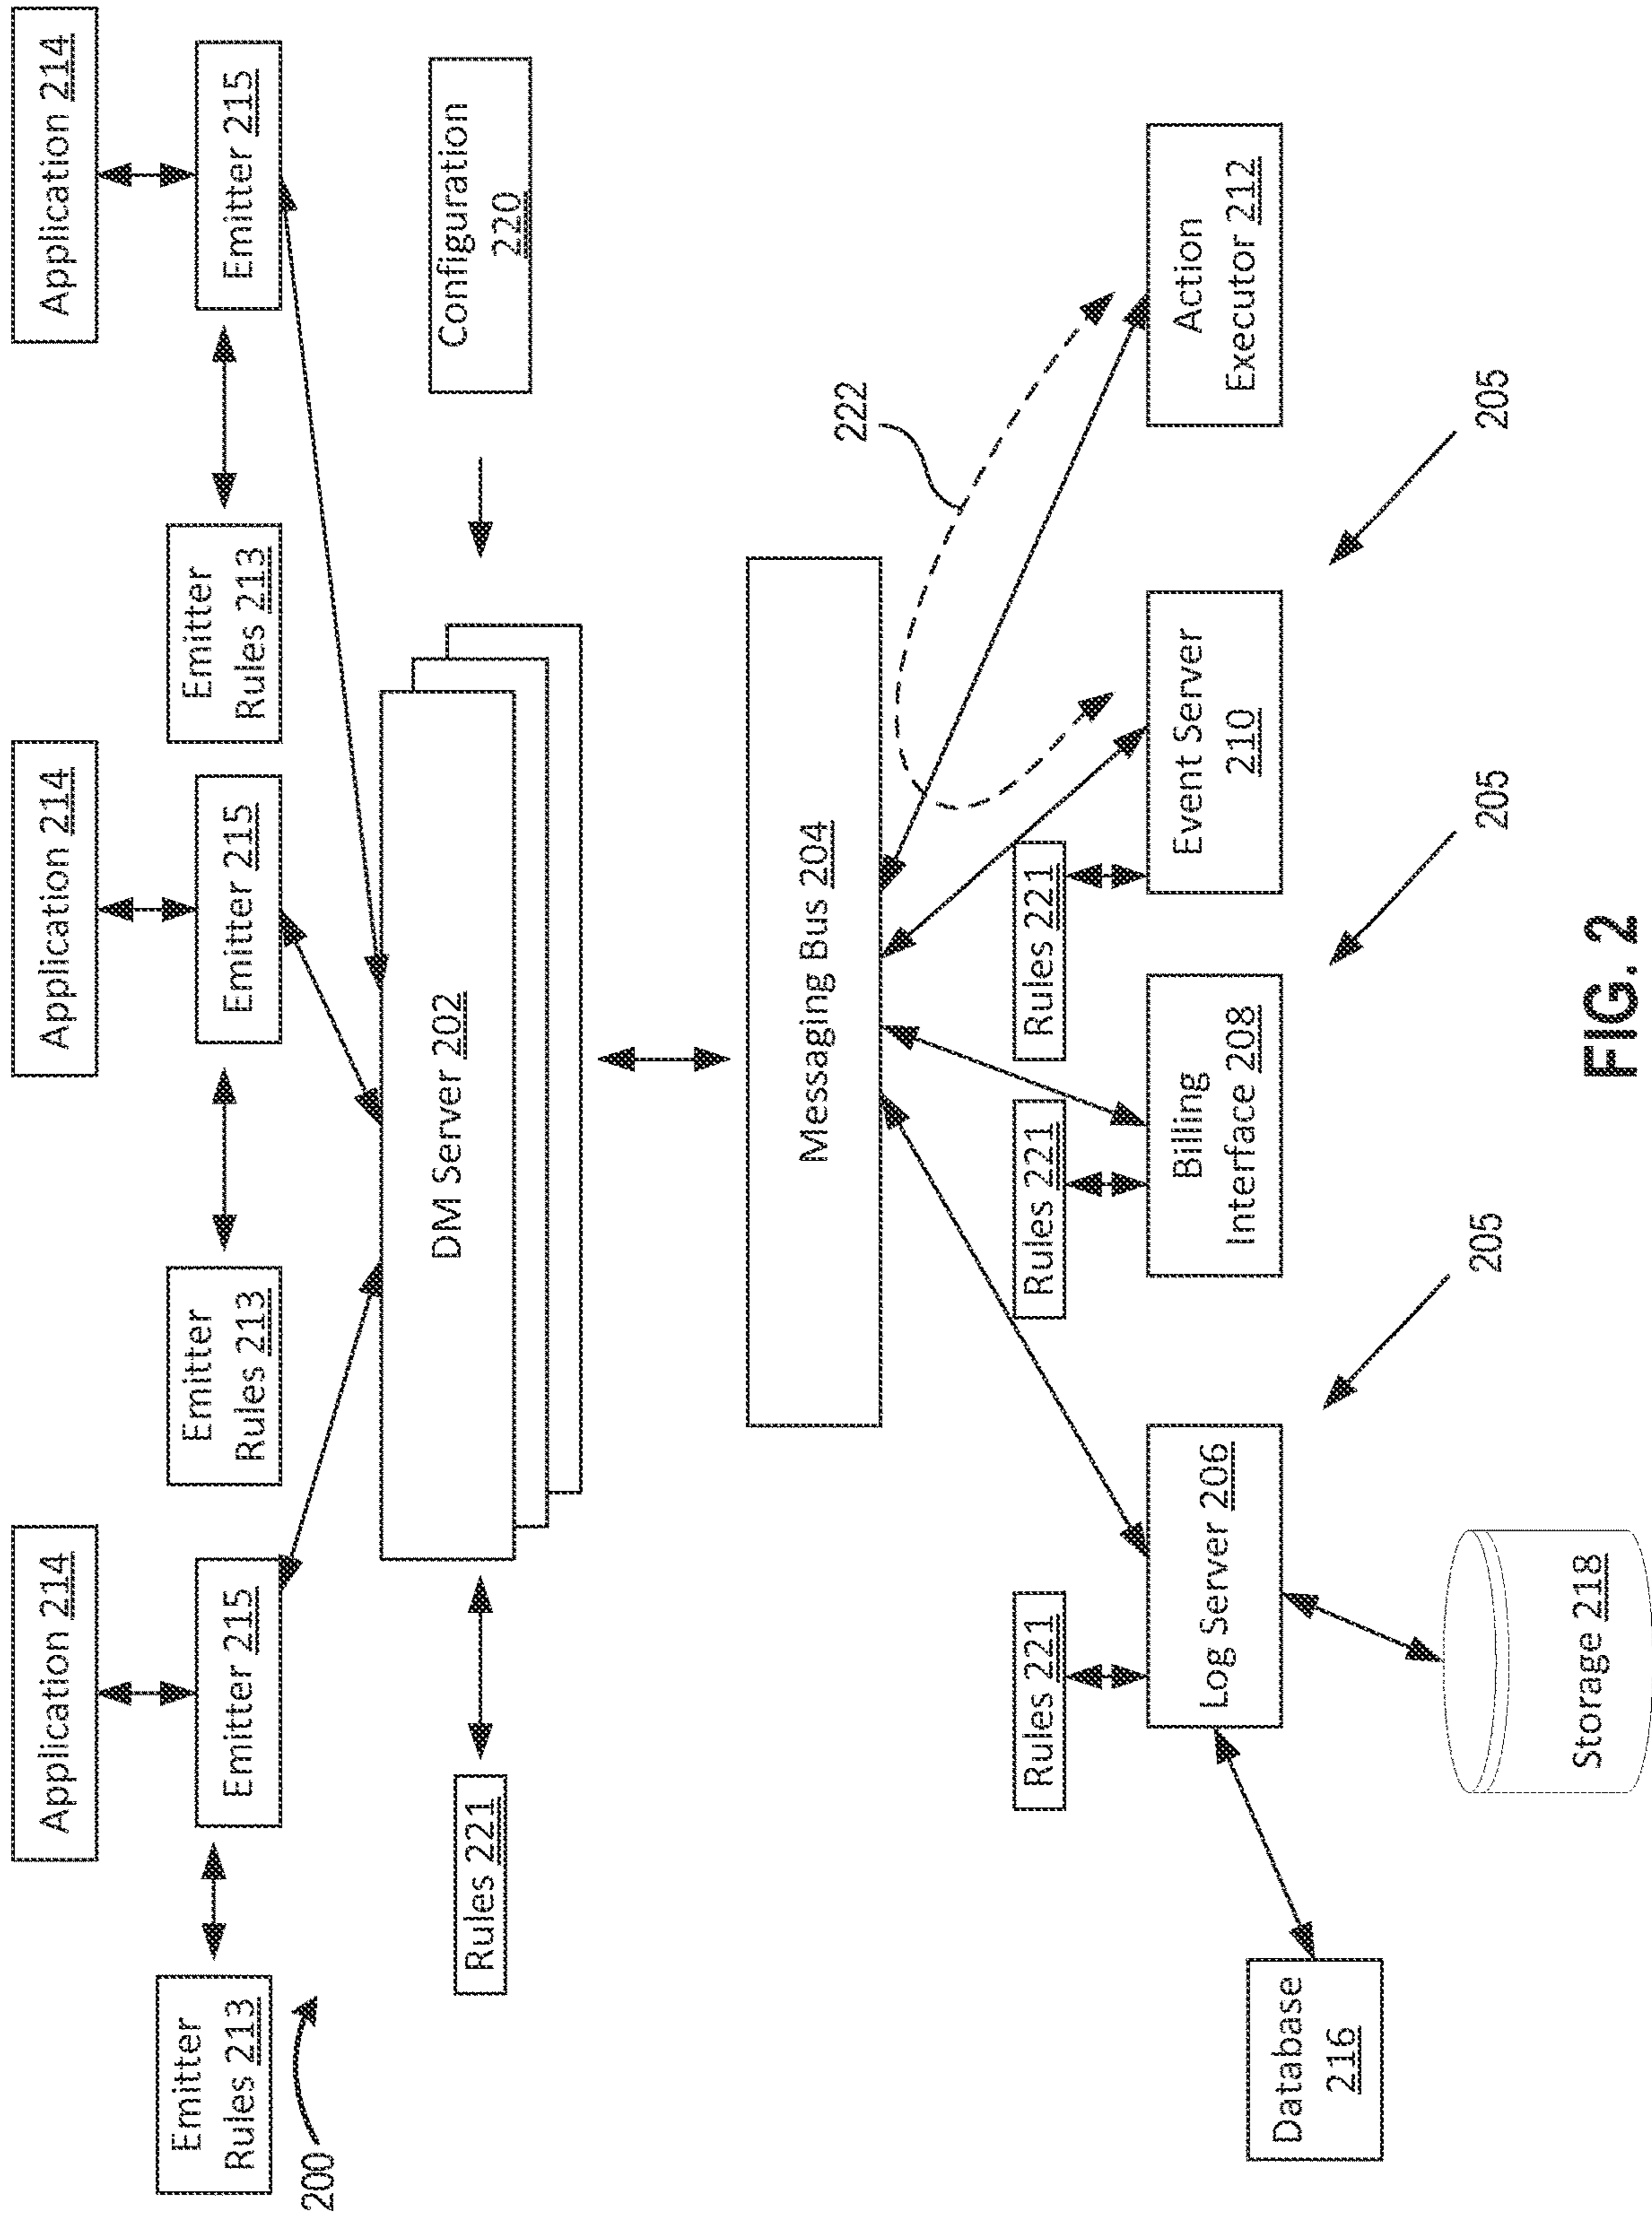 Application 214
Application 214
Application 214
Emitter
Rules 213
Emitter 215
Emitter
Rules 213
Emitter 215
Emitter
Rules 213
Emitter 215
200
Rules 221
DM Server 202
Configuration
220
Messaging Bus 204
222
Rules 221
Rules 221
Rules 221
Log Server 206
Billing
Interface 208
Event Server
210
Action
Executor 212
Database
216
205
205
205
Storage 218
FIG. 2